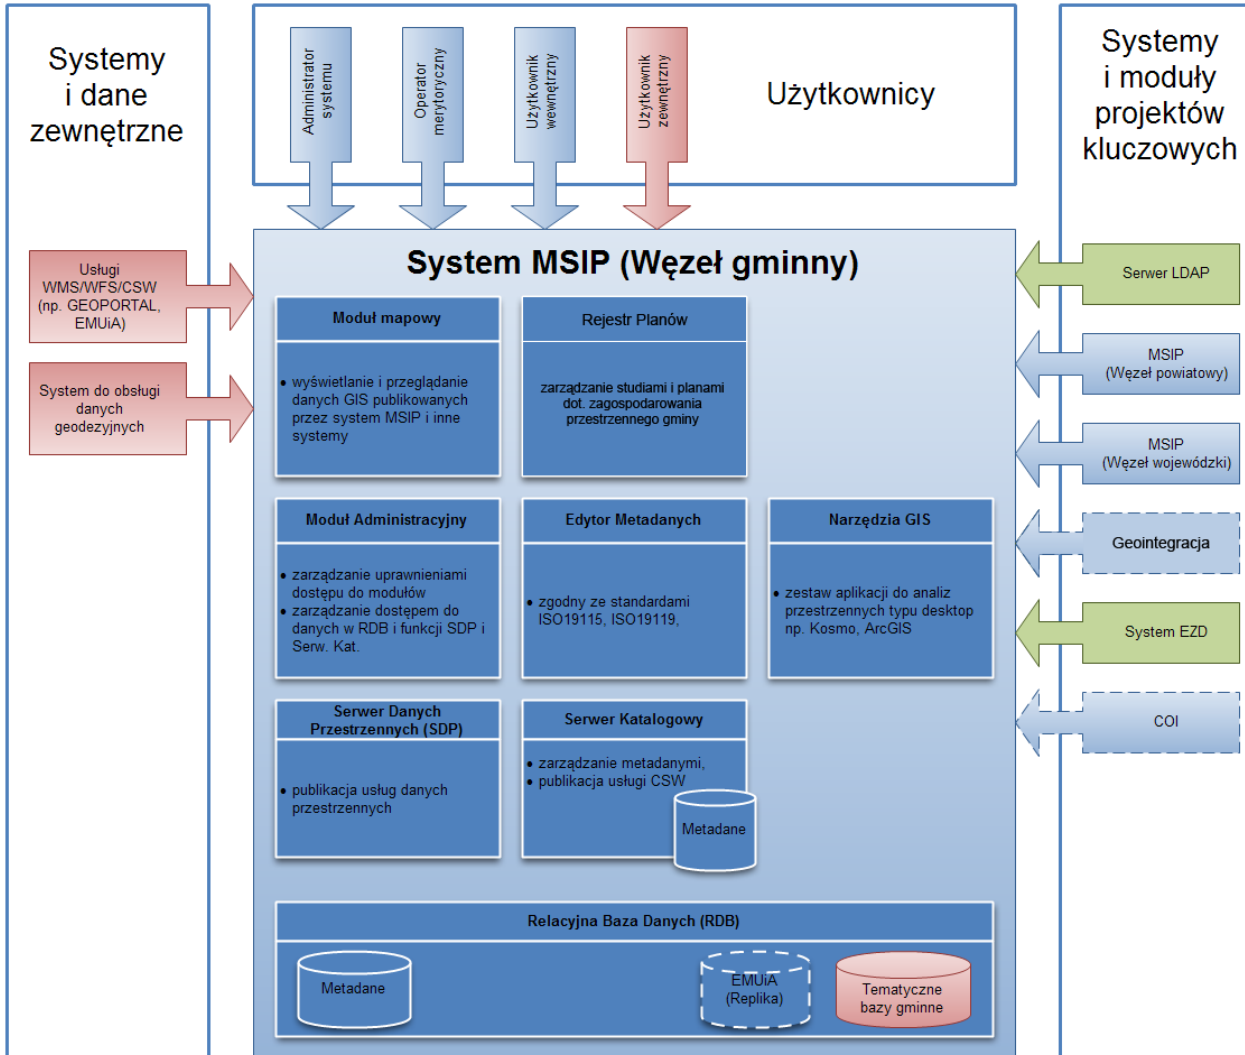 Systemy
i dane
zewnętrzne
Administrator
systemu
Operator
merytoryczny
Użytkownik
wewnętrzny
Użytkownik
zewnętrzny
Użytkownicy
Systemy
i moduły
projektów
kluczowych
Usługi
WMS/WFS/CSW
(np. GEOPORTAL,
EMUiA)
System do obsługi
danych
geodezyjnych
System MSIP (Węzeł gminny)
Moduł mapowy
• wyświetlanie i przeglądanie
danych GIS publikowanych
przez system MSIP i inne
systemy
Rejestr Planów
zarządzanie studiami i planami
dot. zagospodarowania
przestrzennego gminy
Moduł Administracyjny
• zarządzanie uprawnieniami
dostępu do modułów
• zarządzanie dostępem do
danych w RDB i funkcji SDP i
Serw. Kat.
Edytor Metadanych
• zgodny ze standardami
ISO19115, ISO19119,
Narzędzia GIS
• zestaw aplikacji do analiz
przestrzennych typu desktop
np. Kosmo, ArcGIS
Serwer Danych
Przestrzennych (SDP)
• publikacja usług danych
przestrzennych
Serwer Katalogowy
• zarządzanie metadanymi,
• publikacja usługi CSW
Metadane
Relacyjna Baza Danych (RDB)
Metadane
EMUiA
(Replika)
Tematyczne
bazy gminne
Serwer LDAP
MSIP
(Węzeł powiatowy)
MSIP
(Węzeł wojewódzki)
Geointegracja
System EZD
COI